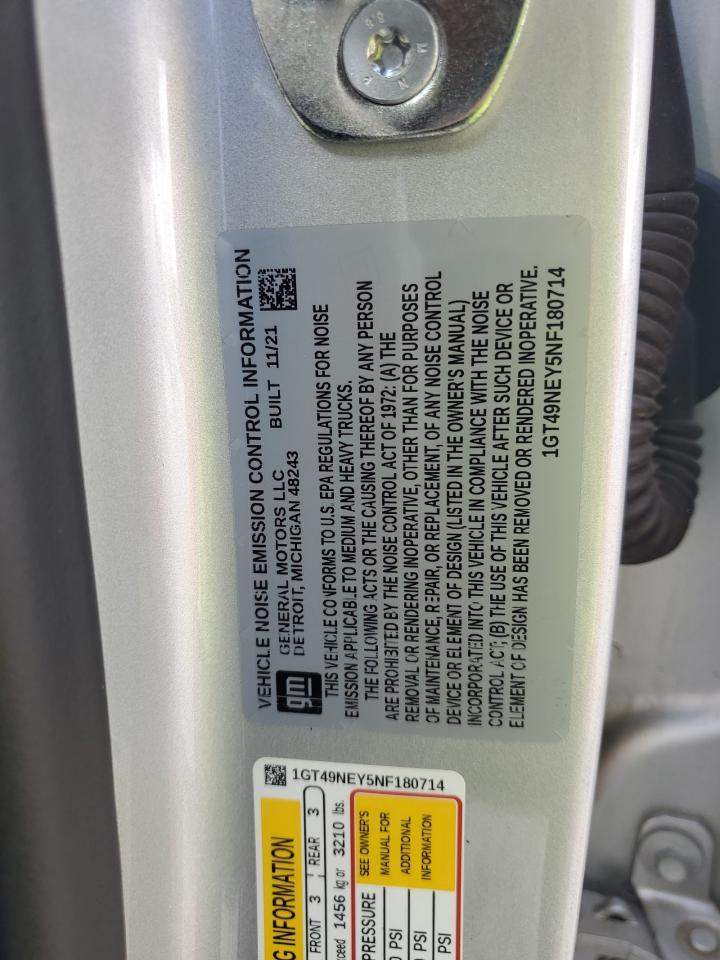 VEHICLE NOISE EMISSION CONTROL INFORMATION
gm
GENERAL MOTORS LLC BUILT 11/21
DETROIT, MICHIGAN 48243
THIS VEHICLE CONFORMS TO U.S. EPA REGULATIONS FOR NOISE
EMISSION APPLICABLE TO MEDIUM AND HEAVY TRUCKS.
THE FOLLOWING ACTS OR THE CAUSING THEREOF BY ANY PERSON
ARE PROHIBITED BY THE NOISE CONTROL ACT OF 1972: (A) THE
REMOVAL OR RENDERING INOPERATIVE, OTHER THAN FOR PURPOSES
OF MAINTENANCE, REPAIR, OR REPLACEMENT, OF ANY NOISE CONTROL
DEVICE OR ELEMENT OF DESIGN (LISTED IN THE OWNER'S MANUAL)
INCORPORATED INTO THIS VEHICLE IN COMPLIANCE WITH THE NOISE
CONTROL ACT; (B) THE USE OF THIS VEHICLE AFTER SUCH DEVICE OR
ELEMENT OF DESIGN HAS BEEN REMOVED OR RENDERED INOPERATIVE.
1GT49NEY5NF180714
1GT49NEY5NF180714
INFORMATION
FRONT 3 REAR 3
1456 kg or 3210 lbs.
PRESSURE SEE OWNER'S
PSI MANUAL FOR
PSI ADDITIONAL
PSI INFORMATION